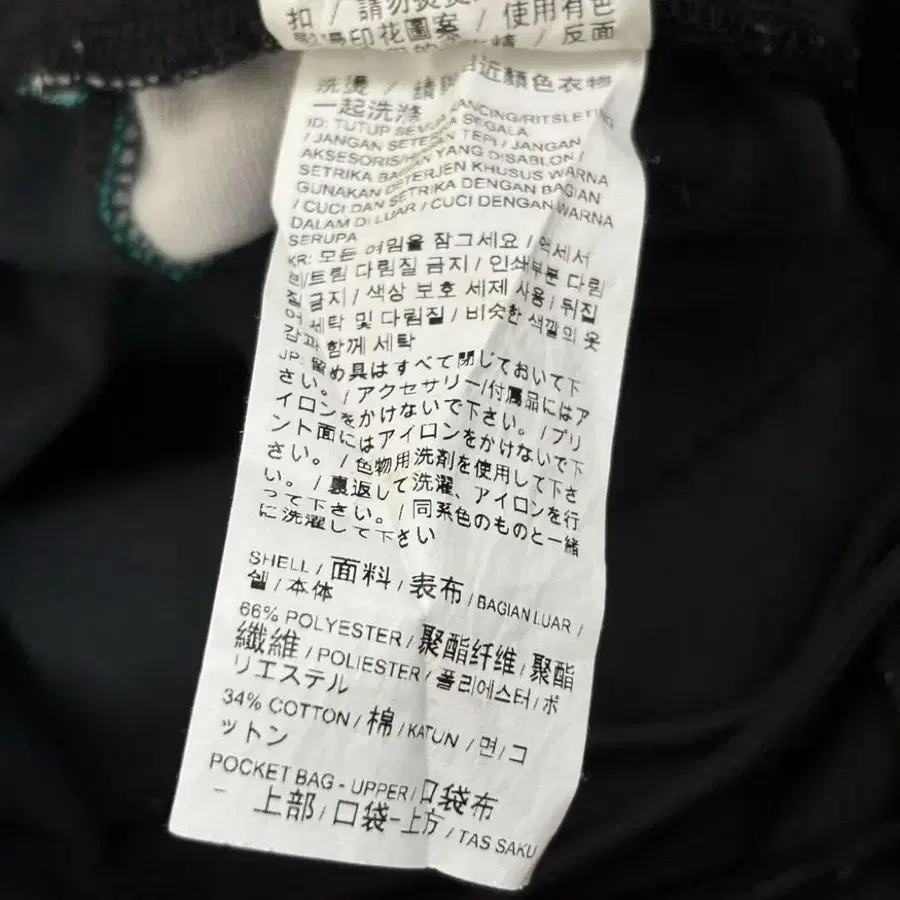 扣 / 請勿熨燙
印花圖案 / 使用有色
反面
洗燙 / 請 近顏色衣物
一起洗滌
ID: TUTUP SEMUA KANCING/RITSLETING
/ JANGAN SETERIKA SEGALA
AKSESORIS/ TEPI / JANGAN
SETRIKA BAGIAN YANG DISABLON /
GUNAKAN DETERJEN KHUSUS WARNA
/ CUCI DAN SETRIKA DENGAN BAGIAN
DALAM DI LUAR / CUCI DENGAN WARNA
SERUPA
KR: 모든 여밈을 잠그세요 / 액세서
리/트림 다림질 금지 / 인쇄부분 다림
질 금지 / 색상 보호 세제 사용 / 뒤집
어 세탁 및 다림질 / 비슷한 색깔의 옷
감과 함께 세탁
JP: 留め具はすべて閉じておいて下
さい。/ アクセサリー/付属品にはア
イロンをかけないで下さい。/ プリ
ント面にはアイロンをかけないで下
さい。/ 色物用洗剤を使用して下さ
い。/ 裏返して洗濯、アイロンを行
って下さい。/ 同系色のものと一緒
に洗濯して下さい
SHELL / 面料 / 表布 / BAGIAN LUAR /
쉘 / 本体
66% POLYESTER / 聚酯纤维 / 聚酯
纖維 / POLIESTER / 폴리에스터 / ポ
リエステル
34% COTTON / 棉 / KATUN / 면 / コ
ットン
POCKET BAG - UPPER / 口袋布
- 上部 / 口袋-上方 / TAS SAKU